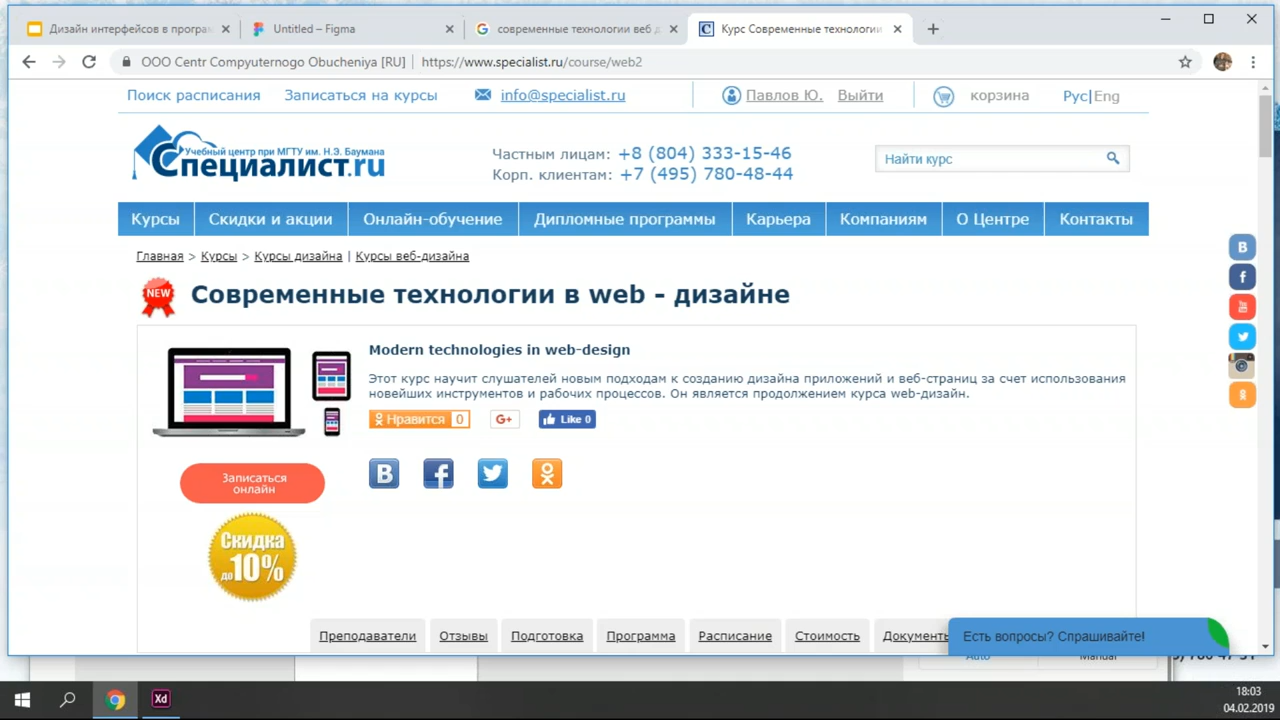 Дизайн интерфейсов в програм
Untitled – Figma
современные технологии веб д
Курс Современные технологии
OOO Centr Compyuternogo Obucheniya [RU] | https://www.specialist.ru/course/web2
Поиск расписания
Записаться на курсы
info@specialist.ru
Павлов Ю.
Выйти
корзина
Рус|Eng
Учебный центр при МГТУ им. Н.Э. Баумана
Специалист.ru
Частным лицам: +8 (804) 333-15-46
Корп. клиентам: +7 (495) 780-48-44
Найти курс
Курсы
Скидки и акции
Онлайн-обучение
Дипломные программы
Карьера
Компаниям
О Центре
Контакты
Главная > Курсы > Курсы дизайна | Курсы веб-дизайна
NEW
Современные технологии в web - дизайне
Modern technologies in web-design
Этот курс научит слушателей новым подходам к созданию дизайна приложений и веб-страниц за счет использования
новейших инструментов и рабочих процессов. Он является продолжением курса web-дизайн.
Нравится 0
G+
Like 0
Записаться
онлайн
Скидка
до 10%
Преподаватели
Отзывы
Подготовка
Программа
Расписание
Стоимость
Документы
Есть вопросы? Спрашивайте!
Auto
Manual
Xd
18:03
04.02.2019